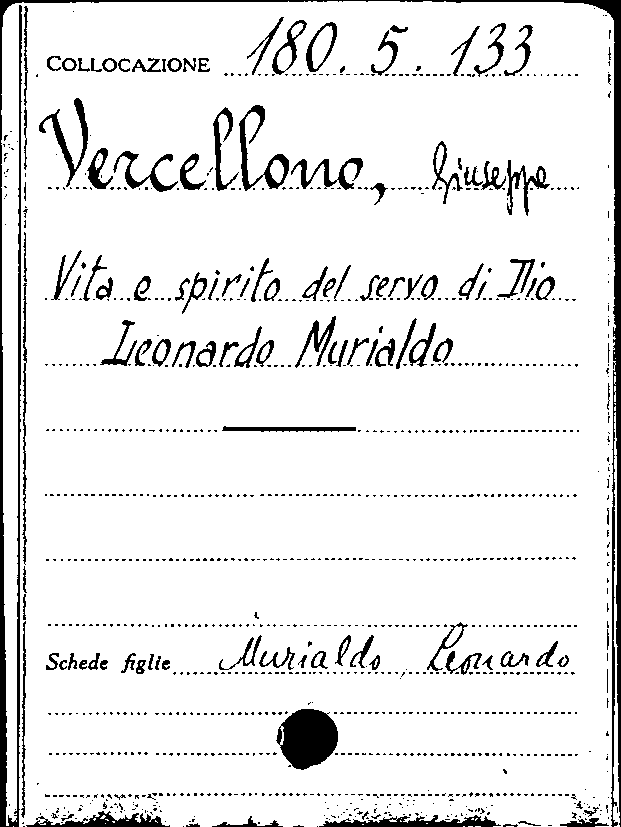 COLLOCAZIONE 180.5.133
Vercellono, Giuseppe
Vita e spirito del servo di Dio
Leonardo Murialdo
Schede figlie Murialdo, Leonardo